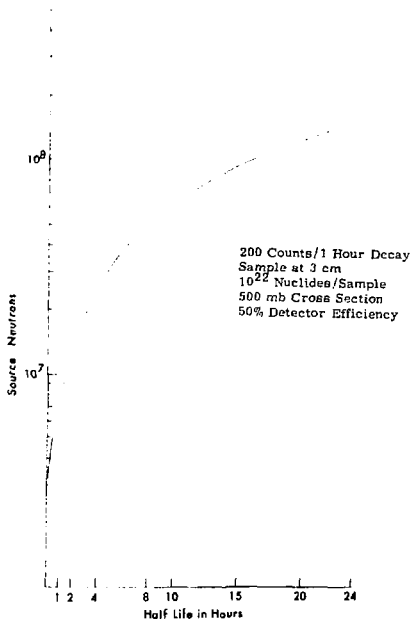 10⁸
200 Counts/1 Hour Decay
Sample at 3 cm
10²² Nuclides/Sample
500 mb Cross Section
50% Detector Efficiency
Source Neutrons
10⁷
1 2 4 8 10 15 20 24
Half Life in Hours